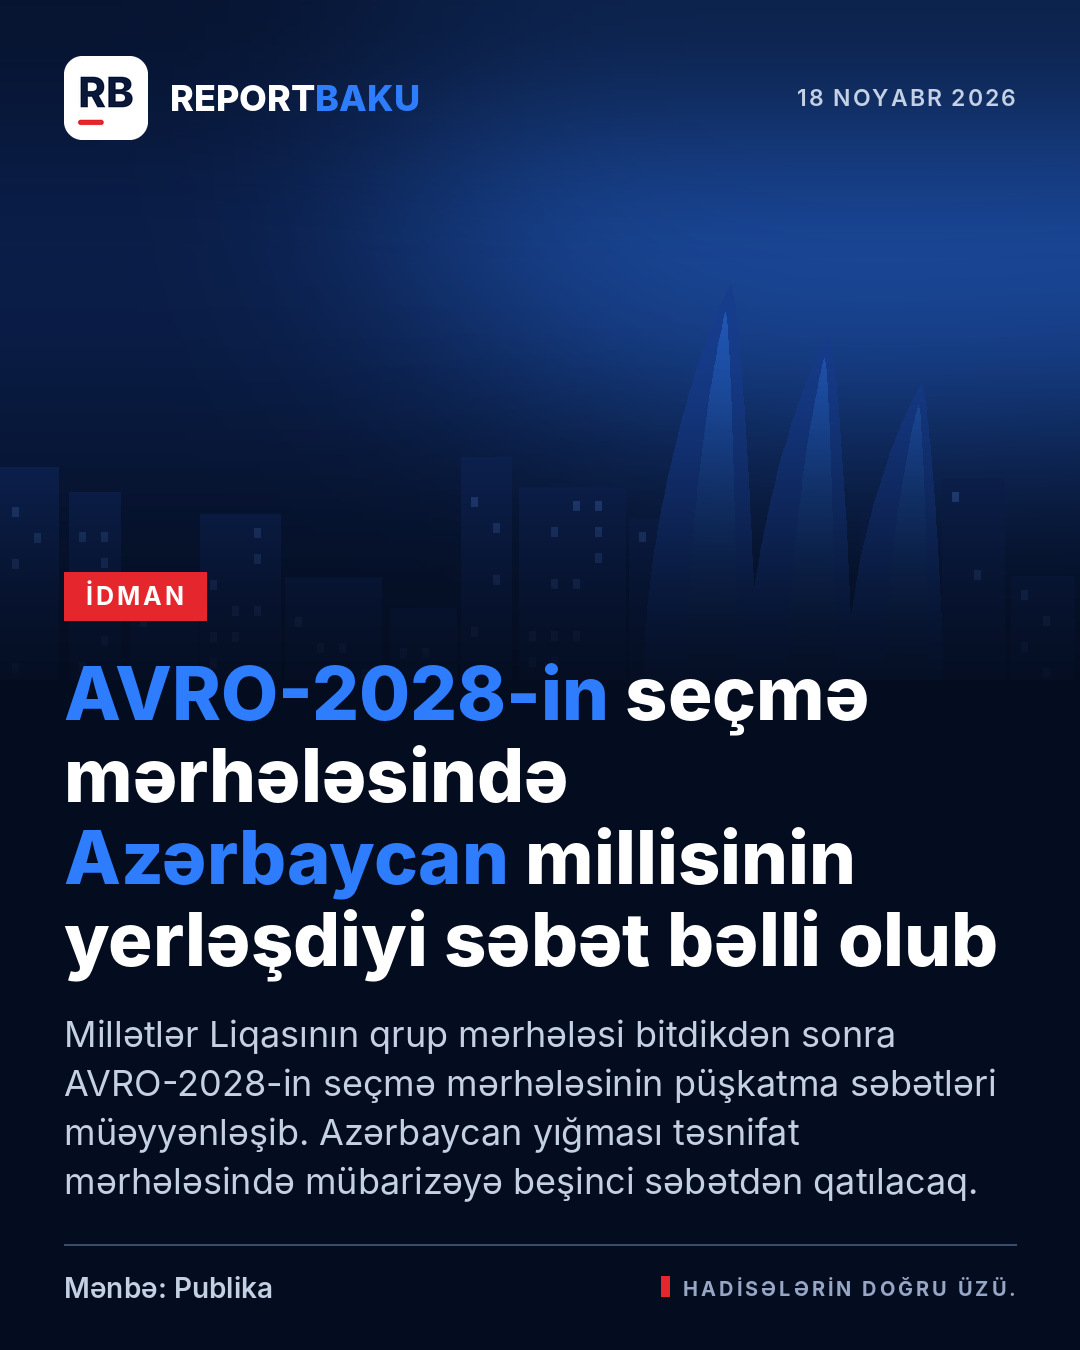 RB
REPORTBAKU
18 NOYABR 2026
İDMAN
AVRO-2028-in seçmə
mərhələsində
Azərbaycan millisinin
yerləşdiyi səbət bəlli olub
Millətlər Liqasının qrup mərhələsi bitdikdən sonra
AVRO-2028-in seçmə mərhələsinin püşkatma səbətləri
müəyyənləşib. Azərbaycan yığması təsnifat
mərhələsində mübarizəyə beşinci səbətdən qatılacaq.
Mənbə: Publika
HADİSƏLƏRİN DOĞRU ÜZÜ.